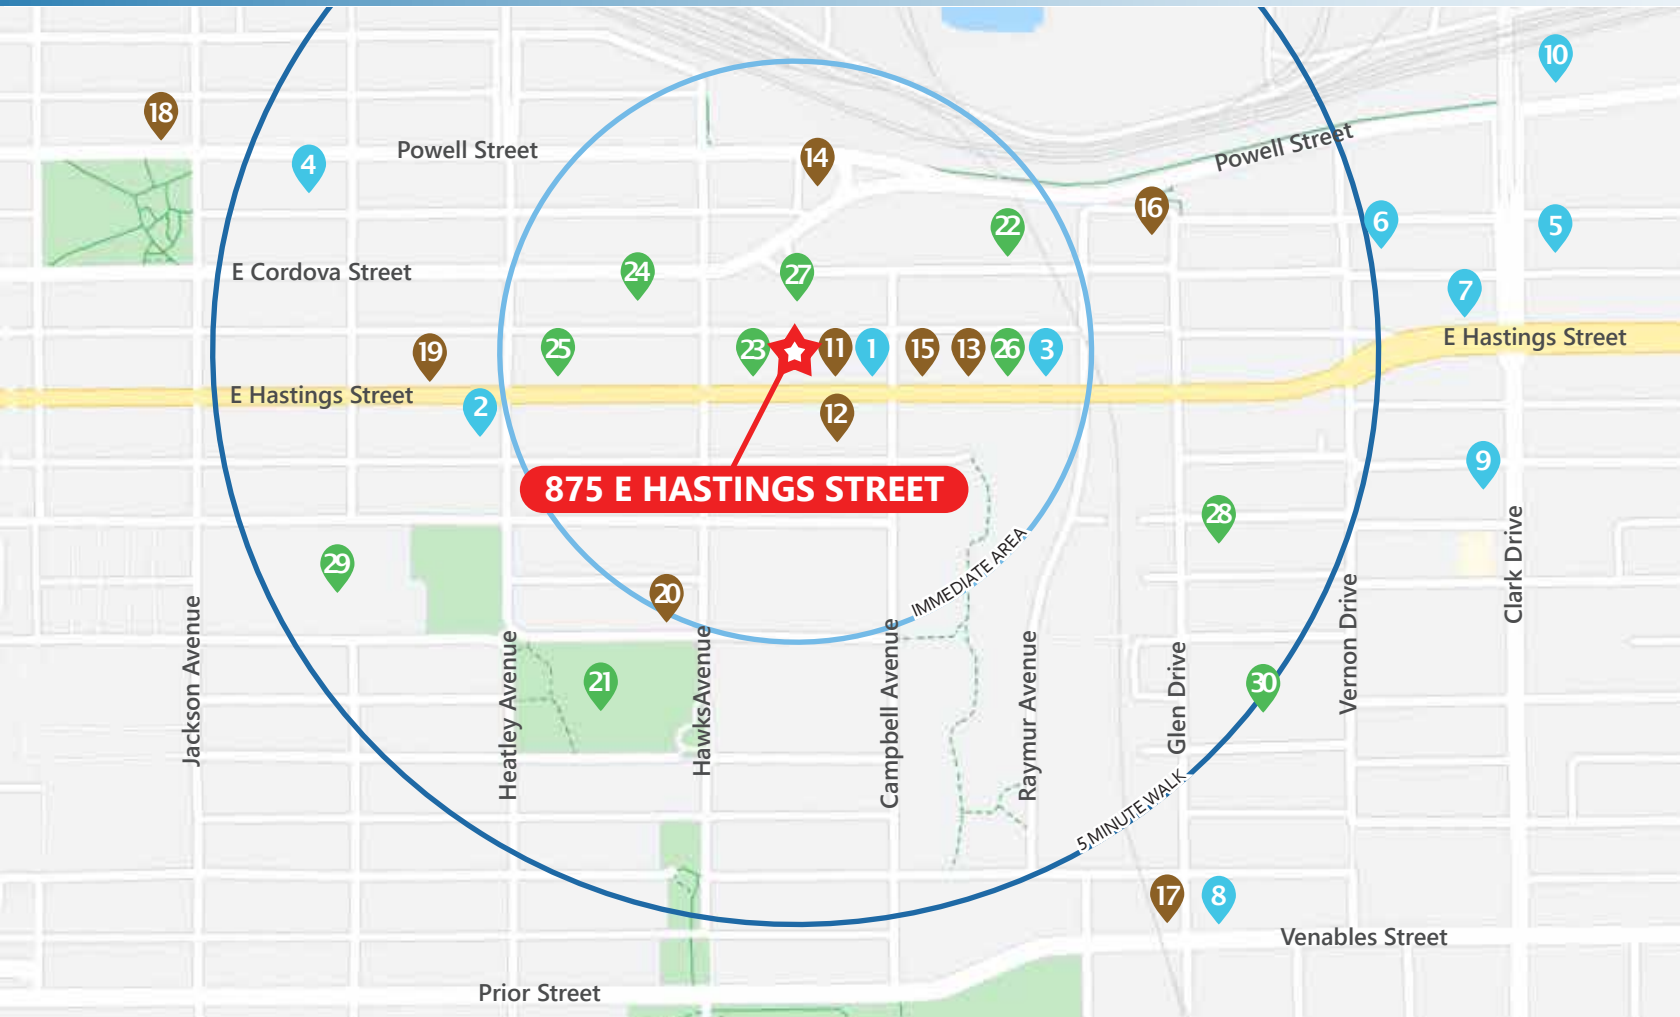 10
18
Powell Street
Powell Street
4
14
16
22
6
5
E Cordova Street
24
27
7
E Hastings Street
19
25
23
11
1
15
13
26
3
E Hastings Street
2
12
9
875 E HASTINGS STREET
28
29
IMMEDIATE AREA
20
Clark Drive
Jackson Avenue
Heatley Avenue
HawksAvenue
Campbell Avenue
Raymur Avenue
Glen Drive
Vernon Drive
21
30
5 MINUTE WALK
17
8
Venables Street
Prior Street